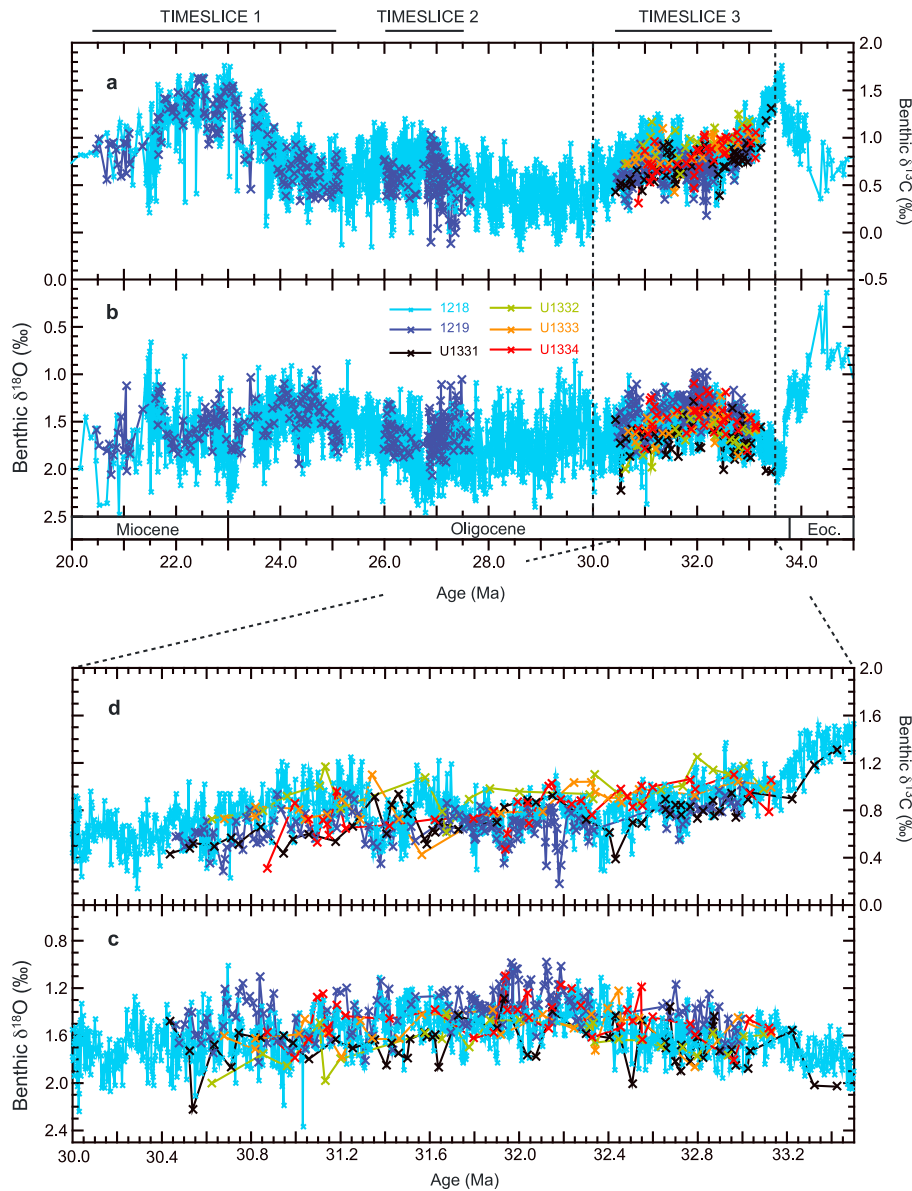 TIMESLICE 1 TIMESLICE 2 TIMESLICE 3
a
2.0
1.5
1.0
0.5
0.0
-0.5
Benthic δ¹³C (‰)
b
0.0
0.5
1.0
1.5
2.0
2.5
Benthic δ¹⁸O (‰)
1218 U1332
1219 U1333
U1331 U1334
Miocene Oligocene Eoc.
20.0 22.0 24.0 26.0 28.0 30.0 32.0 34.0
Age (Ma)
d
2.0
1.6
1.2
0.8
0.4
0.0
Benthic δ¹³C (‰)
c
0.8
1.2
1.6
2.0
2.4
Benthic δ¹⁸O (‰)
30.0 30.4 30.8 31.2 31.6 32.0 32.4 32.8 33.2
Age (Ma)